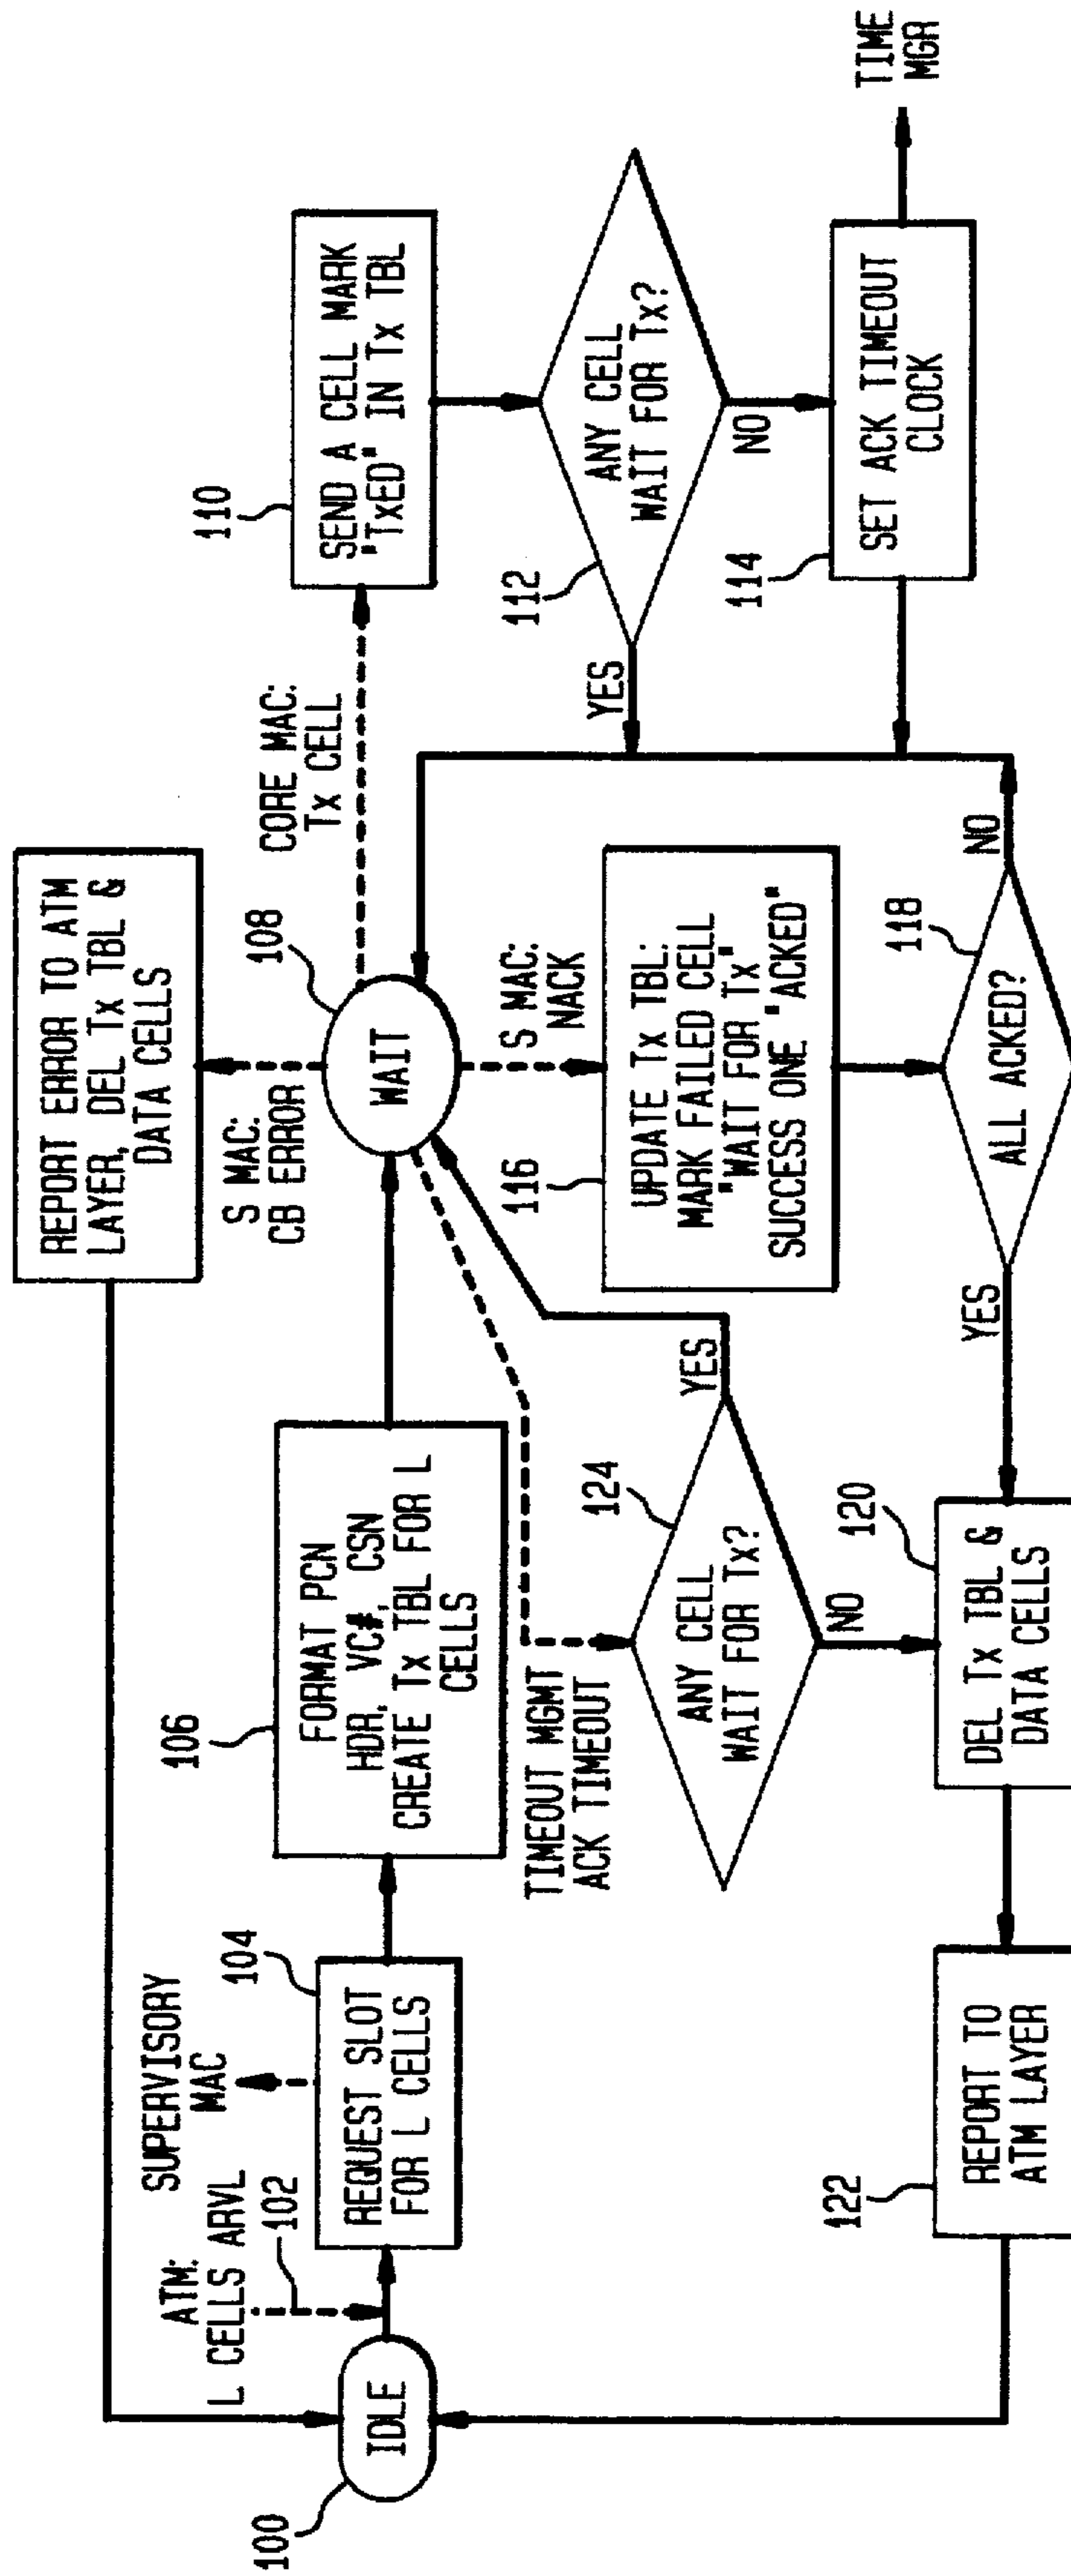 REPORT ERROR TO ATM
LAYER, DEL Tx TBL &
DATA CELLS
SUPERVISORY
MAC
ATM:
L CELLS ARVL
102
100
IDLE
104
REQUEST SLOT
FOR L CELLS
106
FORMAT PCN
HDR, VC#, CSN
CREATE Tx TBL FOR L
CELLS
S MAC:
CB ERROR
108
WAIT
CORE MAC:
Tx CELL
110
SEND A CELL MARK
"TxED" IN Tx TBL
TIMEOUT MGMT
ACK TIMEOUT
124
ANY CELL
WAIT FOR Tx?
YES
NO
S MAC:
NACK
116
UPDATE Tx TBL:
MARK FAILED CELL
"WAIT FOR Tx"
SUCCESS ONE "ACKED"
YES
112
ANY CELL
WAIT FOR Tx?
NO
114
SET ACK TIMEOUT
CLOCK
TIME
MGR
122
REPORT TO
ATM LAYER
120
DEL Tx TBL &
DATA CELLS
YES
118
ALL ACKED?
NO